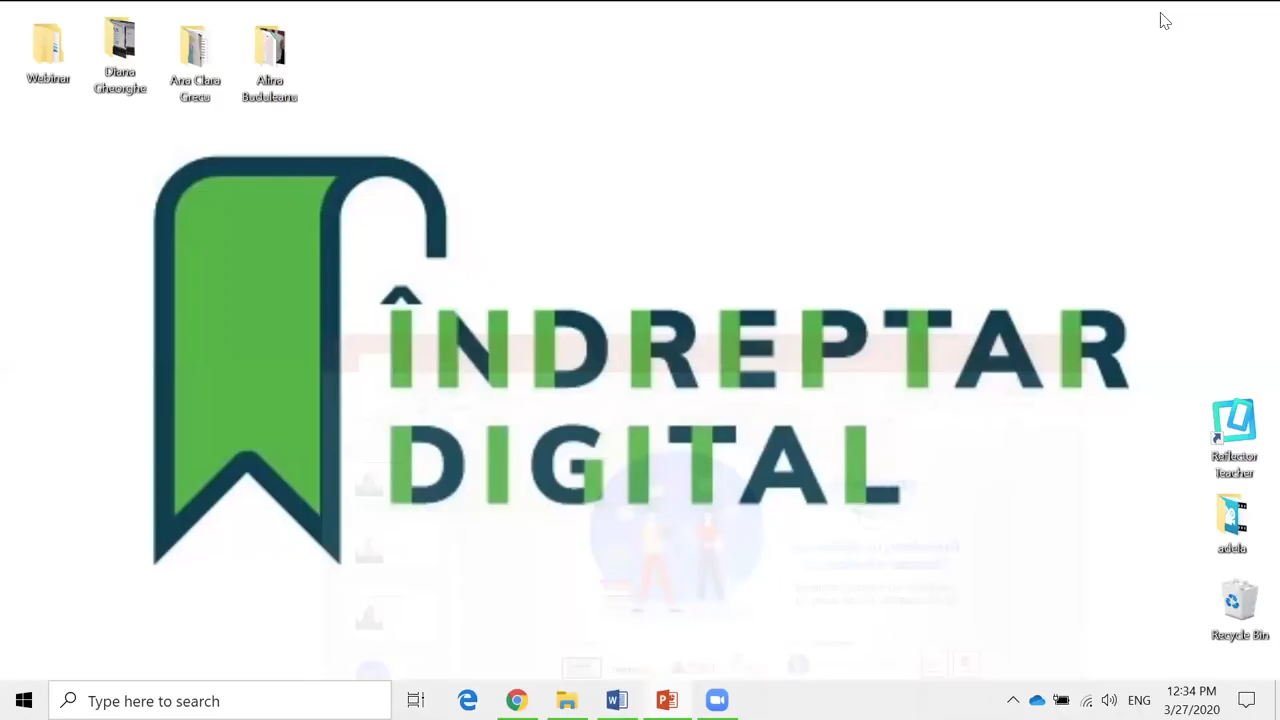 Webinar
Diana
Gheorghe
Ana Clara
Grecu
Alina
Buduleanu
ÎNDREPTAR
DIGITAL
Reflector
Teacher
adela
Recycle Bin
Type here to search
ENG
12:34 PM
3/27/2020